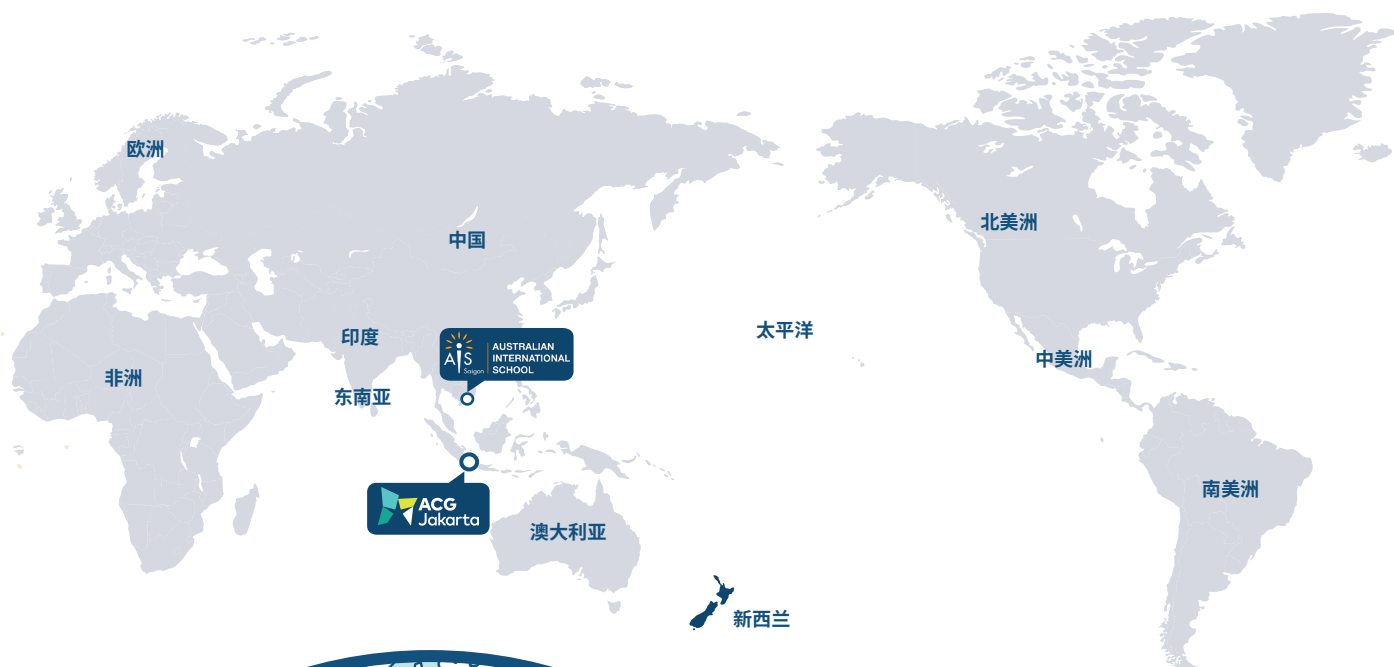 欧洲
北美洲
中国
太平洋
印度
AIS
Saigon
AUSTRALIAN
INTERNATIONAL
SCHOOL
中美洲
非洲
东南亚
南美洲
ACG
Jakarta
澳大利亚
新西兰